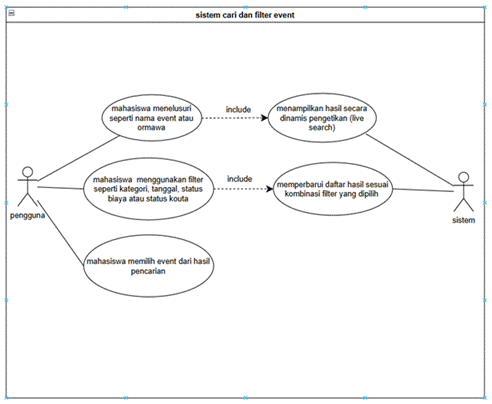 sistem cari dan filter event
mahasiswa menelusuri
seperti nama event atau
ormawa
include
menampilkan hasil secara
dinamis pengetikan (live
search)
mahasiswa menggunakan filter
seperti kategori, tanggal, status
biaya atau status kouta
include
memperbarui daftar hasil sesuai
kombinasi filter yang dipilih
pengguna
sistem
mahasiswa memilih event dari hasil
pencarian